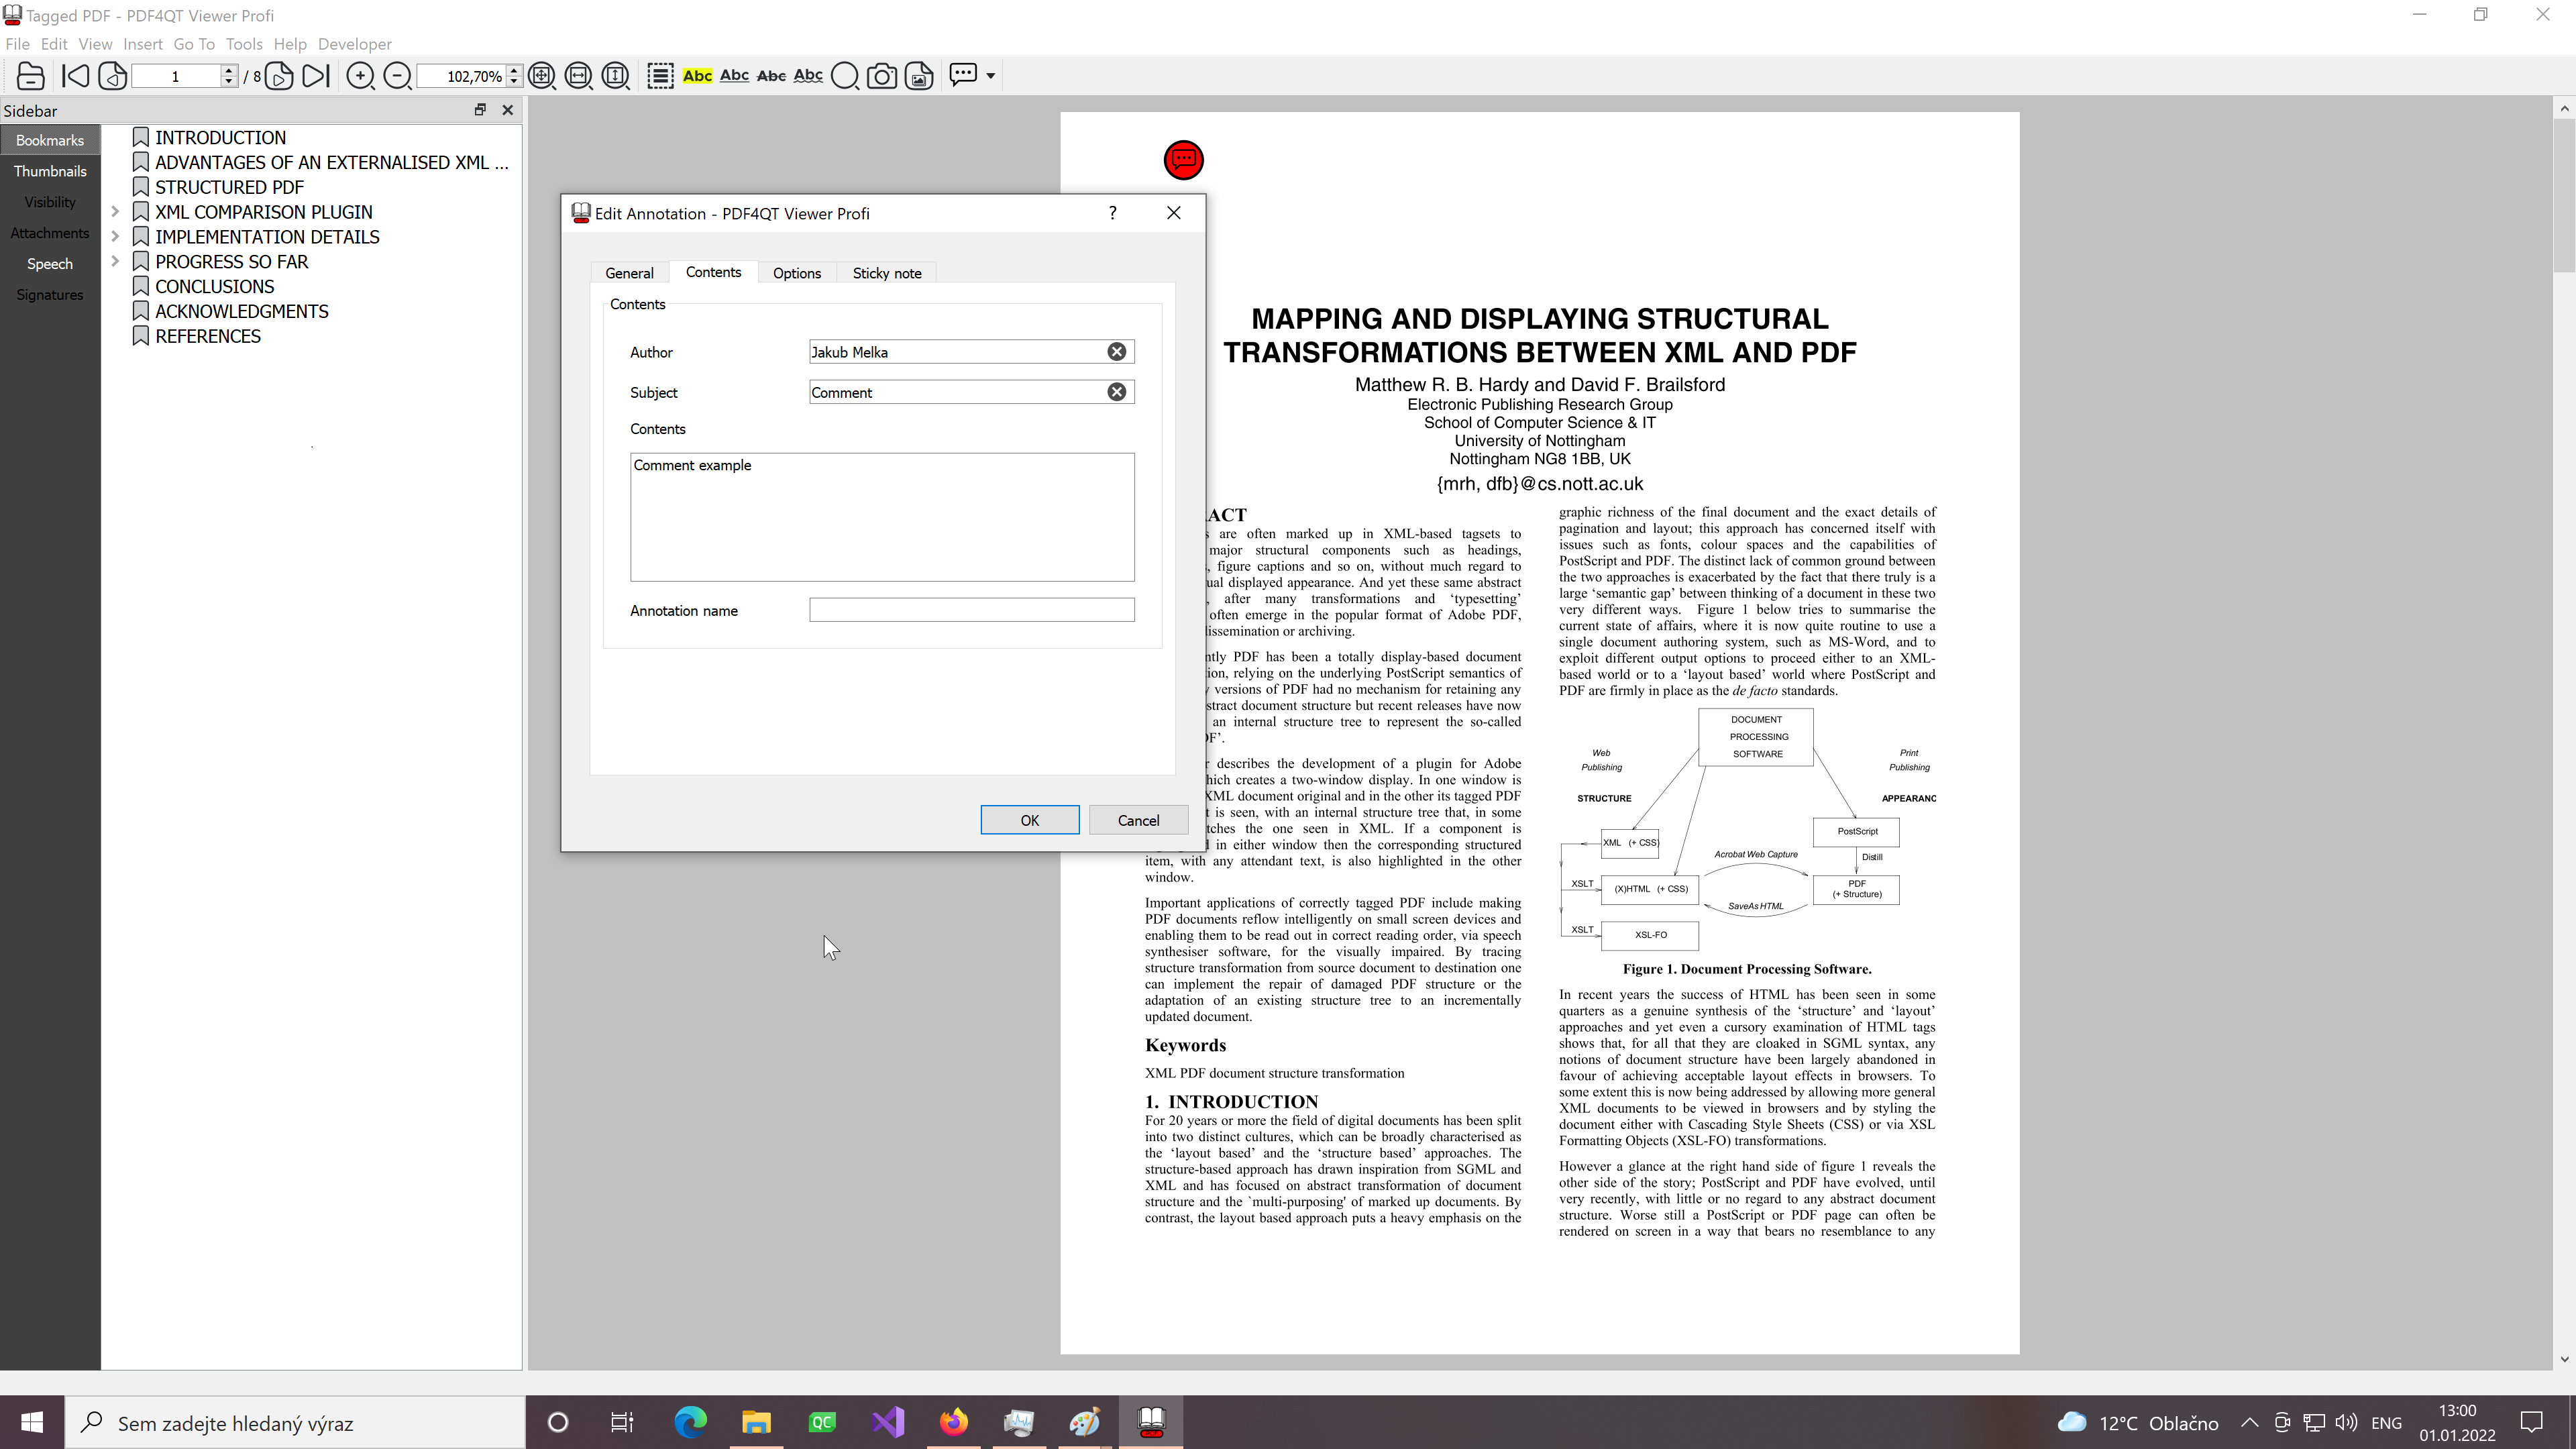 Tagged PDF - PDF4QT Viewer Profi
File Edit View Insert Go To Tools Help Developer
1 / 8 102,70% Abc Abc Abc Abc
Sidebar
Bookmarks
Thumbnails
Visibility
Attachments
Speech
Signatures
INTRODUCTION
ADVANTAGES OF AN EXTERNALISED XML ...
STRUCTURED PDF
XML COMPARISON PLUGIN
IMPLEMENTATION DETAILS
PROGRESS SO FAR
CONCLUSIONS
ACKNOWLEDGMENTS
REFERENCES
Edit Annotation - PDF4QT Viewer Profi ?
General Contents Options Sticky note
Contents
Author Jakub Melka
Subject Comment
Contents
Comment example
Annotation name
OK Cancel
MAPPING AND DISPLAYING STRUCTURAL
TRANSFORMATIONS BETWEEN XML AND PDF
Matthew R. B. Hardy and David F. Brailsford
Electronic Publishing Research Group
School of Computer Science & IT
University of Nottingham
Nottingham NG8 1BB, UK
{mrh, dfb}@cs.nott.ac.uk
ACT
s are often marked up in XML-based tagsets to
major structural components such as headings,
, figure captions and so on, without much regard to
ual displayed appearance. And yet these same abstract
, after many transformations and ‘typesetting’
often emerge in the popular format of Adobe PDF,
issemination or archiving.
ntly PDF has been a totally display-based document
ion, relying on the underlying PostScript semantics of
versions of PDF had no mechanism for retaining any
stract document structure but recent releases have now
an internal structure tree to represent the so-called
F’.
r describes the development of a plugin for Adobe
hich creates a two-window display. In one window is
XML document original and in the other its tagged PDF
t is seen, with an internal structure tree that, in some
tches the one seen in XML. If a component is
in either window then the corresponding structured
item, with any attendant text, is also highlighted in the other
window.
Important applications of correctly tagged PDF include making
PDF documents reflow intelligently on small screen devices and
enabling them to be read out in correct reading order, via speech
synthesiser software, for the visually impaired. By tracing
structure transformation from source document to destination one
can implement the repair of damaged PDF structure or the
adaptation of an existing structure tree to an incrementally
updated document.
Keywords
XML PDF document structure transformation
1. INTRODUCTION
For 20 years or more the field of digital documents has been split
into two distinct cultures, which can be broadly characterised as
the ‘layout based’ and the ‘structure based’ approaches. The
structure-based approach has drawn inspiration from SGML and
XML and has focused on abstract transformation of document
structure and the `multi-purposing' of marked up documents. By
contrast, the layout based approach puts a heavy emphasis on the
graphic richness of the final document and the exact details of
pagination and layout; this approach has concerned itself with
issues such as fonts, colour spaces and the capabilities of
PostScript and PDF. The distinct lack of common ground between
the two approaches is exacerbated by the fact that there truly is a
large ‘semantic gap’ between thinking of a document in these two
very different ways. Figure 1 below tries to summarise the
current state of affairs, where it is now quite routine to use a
single document authoring system, such as MS-Word, and to
exploit different output options to proceed either to an XML-
based world or to a ‘layout based’ world where PostScript and
PDF are firmly in place as the de facto standards.
DOCUMENT
PROCESSING
SOFTWARE
Web
Publishing
Print
Publishing
STRUCTURE
APPEARANC
PostScript
XML (+ CSS)
Acrobat Web Capture
Distill
XSLT
(X)HTML (+ CSS)
PDF
(+ Structure)
SaveAs HTML
XSLT
XSL-FO
Figure 1. Document Processing Software.
In recent years the success of HTML has been seen in some
quarters as a genuine synthesis of the ‘structure’ and ‘layout’
approaches and yet even a cursory examination of HTML tags
shows that, for all that they are cloaked in SGML syntax, any
notions of document structure have been largely abandoned in
favour of achieving acceptable layout effects in browsers. To
some extent this is now being addressed by allowing more general
XML documents to be viewed in browsers and by styling the
document either with Cascading Style Sheets (CSS) or via XSL
Formatting Objects (XSL-FO) transformations.
However a glance at the right hand side of figure 1 reveals the
other side of the story; PostScript and PDF have evolved, until
very recently, with little or no regard to any abstract document
structure. Worse still a PostScript or PDF page can often be
rendered on screen in a way that bears no resemblance to any
Sem zadejte hledaný výraz
QC
12°C Oblačno
ENG
13:00
01.01.2022